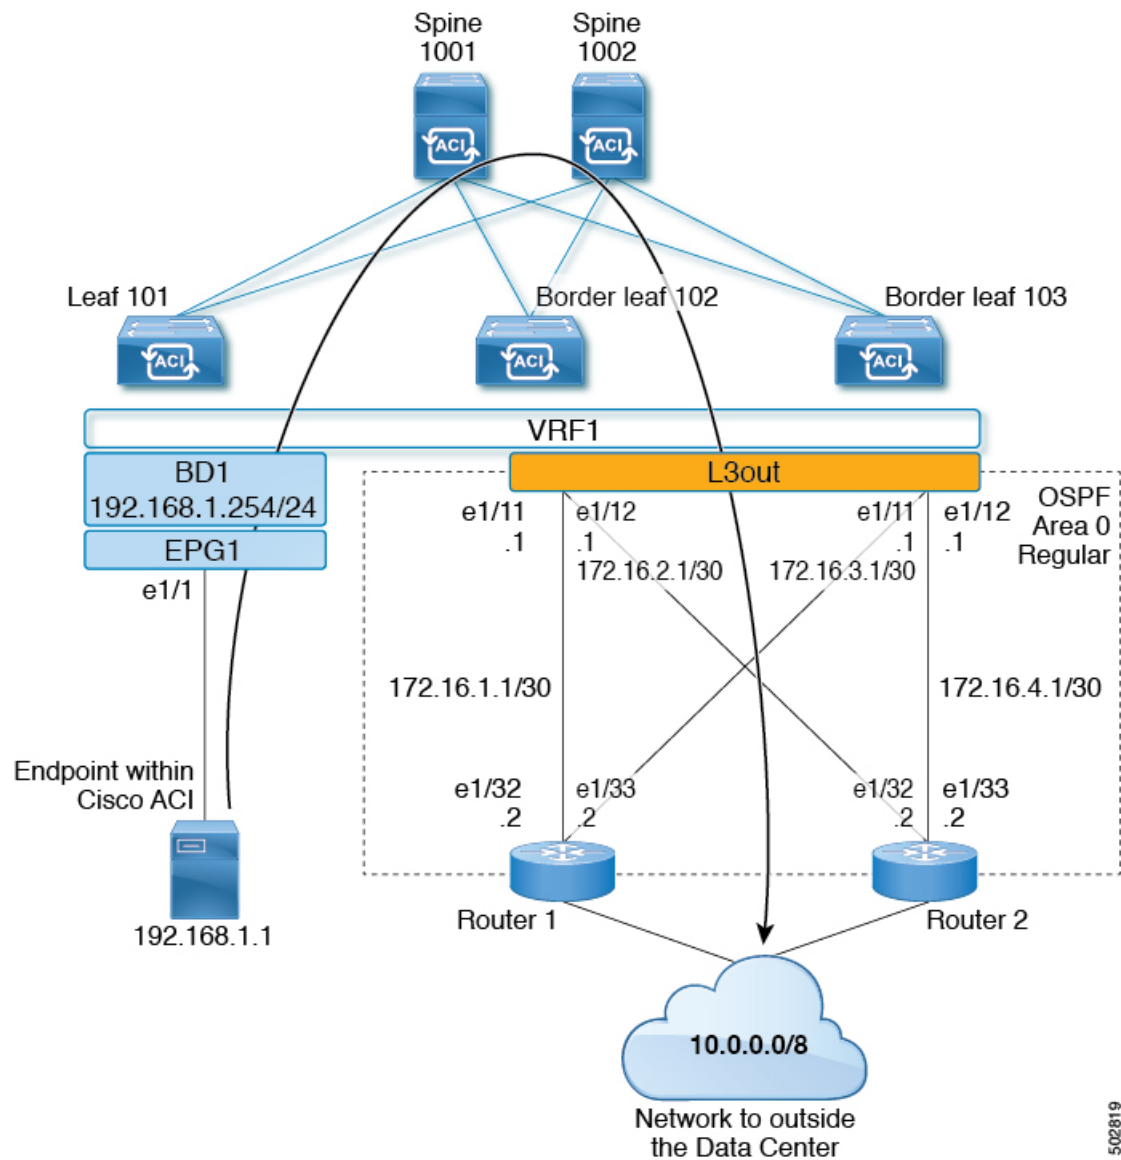 Spine
1001
Spine
1002
ACI
ACI
Leaf 101
Border leaf 102
Border leaf 103
ACI
ACI
ACI
VRF1
BD1
192.168.1.254/24
EPG1
e1/1
L3out
OSPF
Area 0
Regular
e1/11
.1
e1/12
.1
e1/11
.1
e1/12
.1
172.16.2.1/30
172.16.3.1/30
172.16.1.1/30
172.16.4.1/30
Endpoint within
Cisco ACI
192.168.1.1
e1/32
.2
e1/33
.2
e1/32
.2
e1/33
.2
Router 1
Router 2
10.0.0.0/8
Network to outside
the Data Center
502819